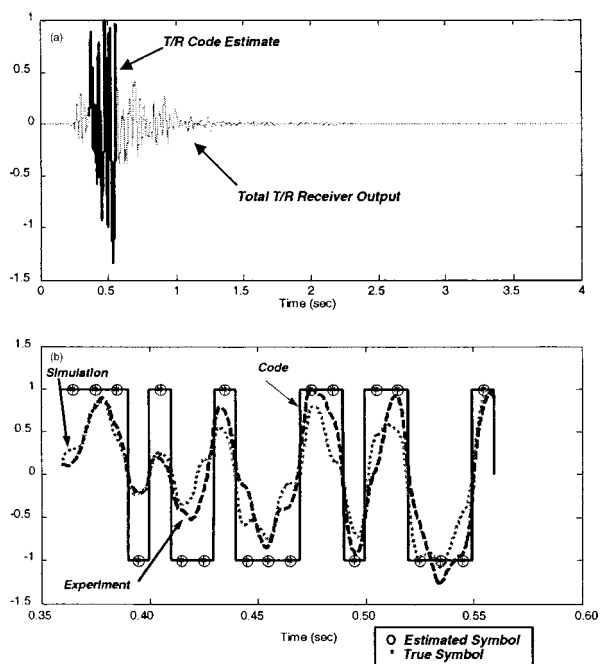 (a)
T/R Code Estimate
Total T/R Receiver Output
1
0.5
0
-0.5
-1
-1.5
0 0.5 1 1.5 2 2.5 3 3.5 4
Time (sec)
(b)
Simulation
Code
Experiment
1.5
1.0
0.5
0
-0.5
-1
-1.5
0.35 0.40 0.45 0.50 0.55 0.60
Time (sec)
Estimated Symbol
* True Symbol